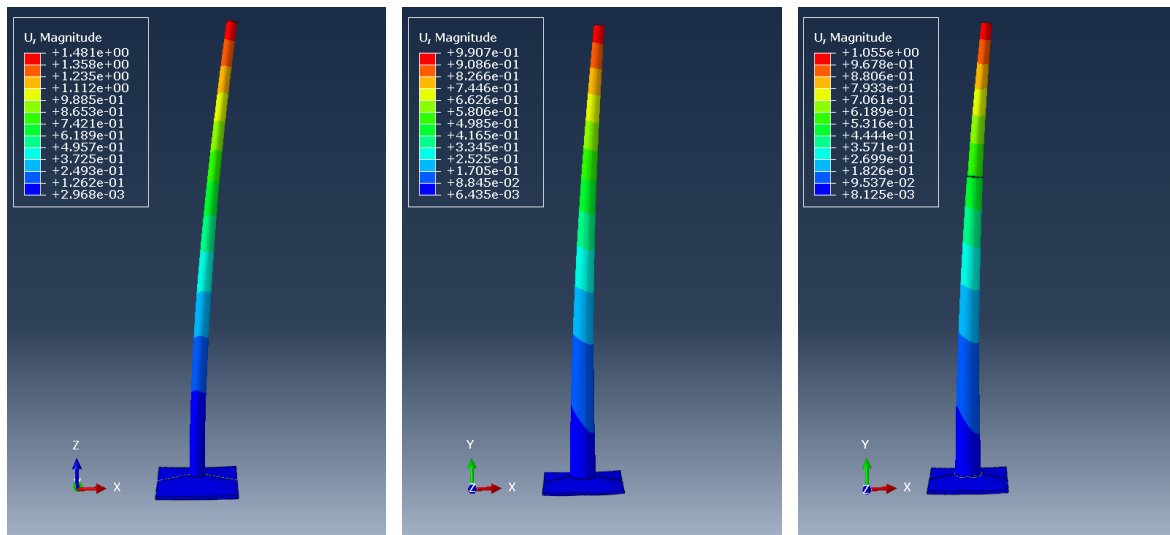 U, Magnitude
+1.481e+00
+1.358e+00
+1.235e+00
+1.112e+00
+9.885e-01
+8.653e-01
+7.421e-01
+6.189e-01
+4.957e-01
+3.725e-01
+2.493e-01
+1.262e-01
+2.968e-03
Z
X
U, Magnitude
+9.907e-01
+9.086e-01
+8.266e-01
+7.446e-01
+6.626e-01
+5.806e-01
+4.985e-01
+4.165e-01
+3.345e-01
+2.525e-01
+1.705e-01
+8.845e-02
+6.435e-03
Y
Z
X
U, Magnitude
+1.055e+00
+9.678e-01
+8.806e-01
+7.933e-01
+7.061e-01
+6.189e-01
+5.316e-01
+4.444e-01
+3.571e-01
+2.699e-01
+1.826e-01
+9.537e-02
+8.125e-03
Y
Z
X